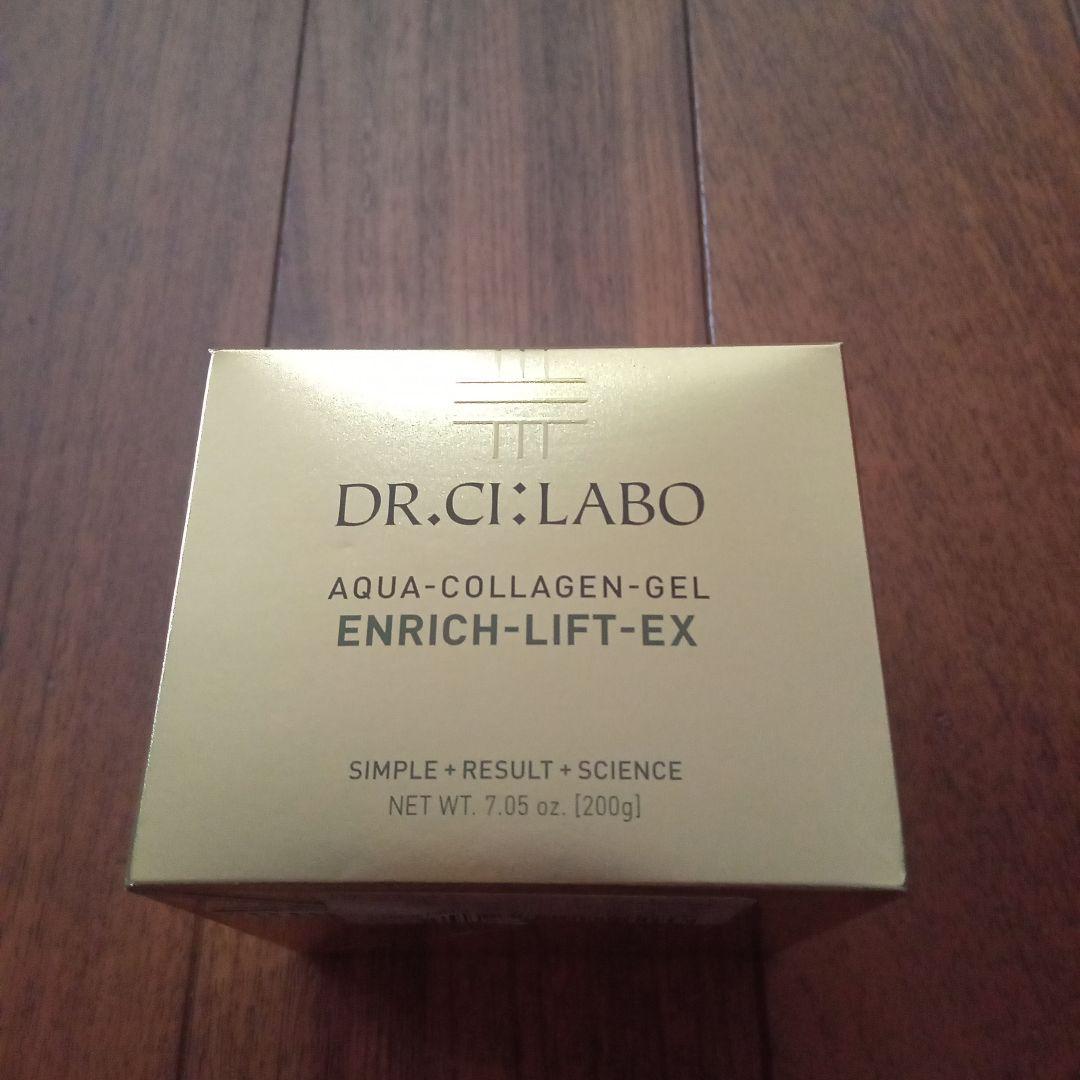 DR.CI:LABO
AQUA-COLLAGEN-GEL
ENRICH-LIFT-EX
SIMPLE + RESULT + SCIENCE
NET WT. 7.05 oz. [200g]